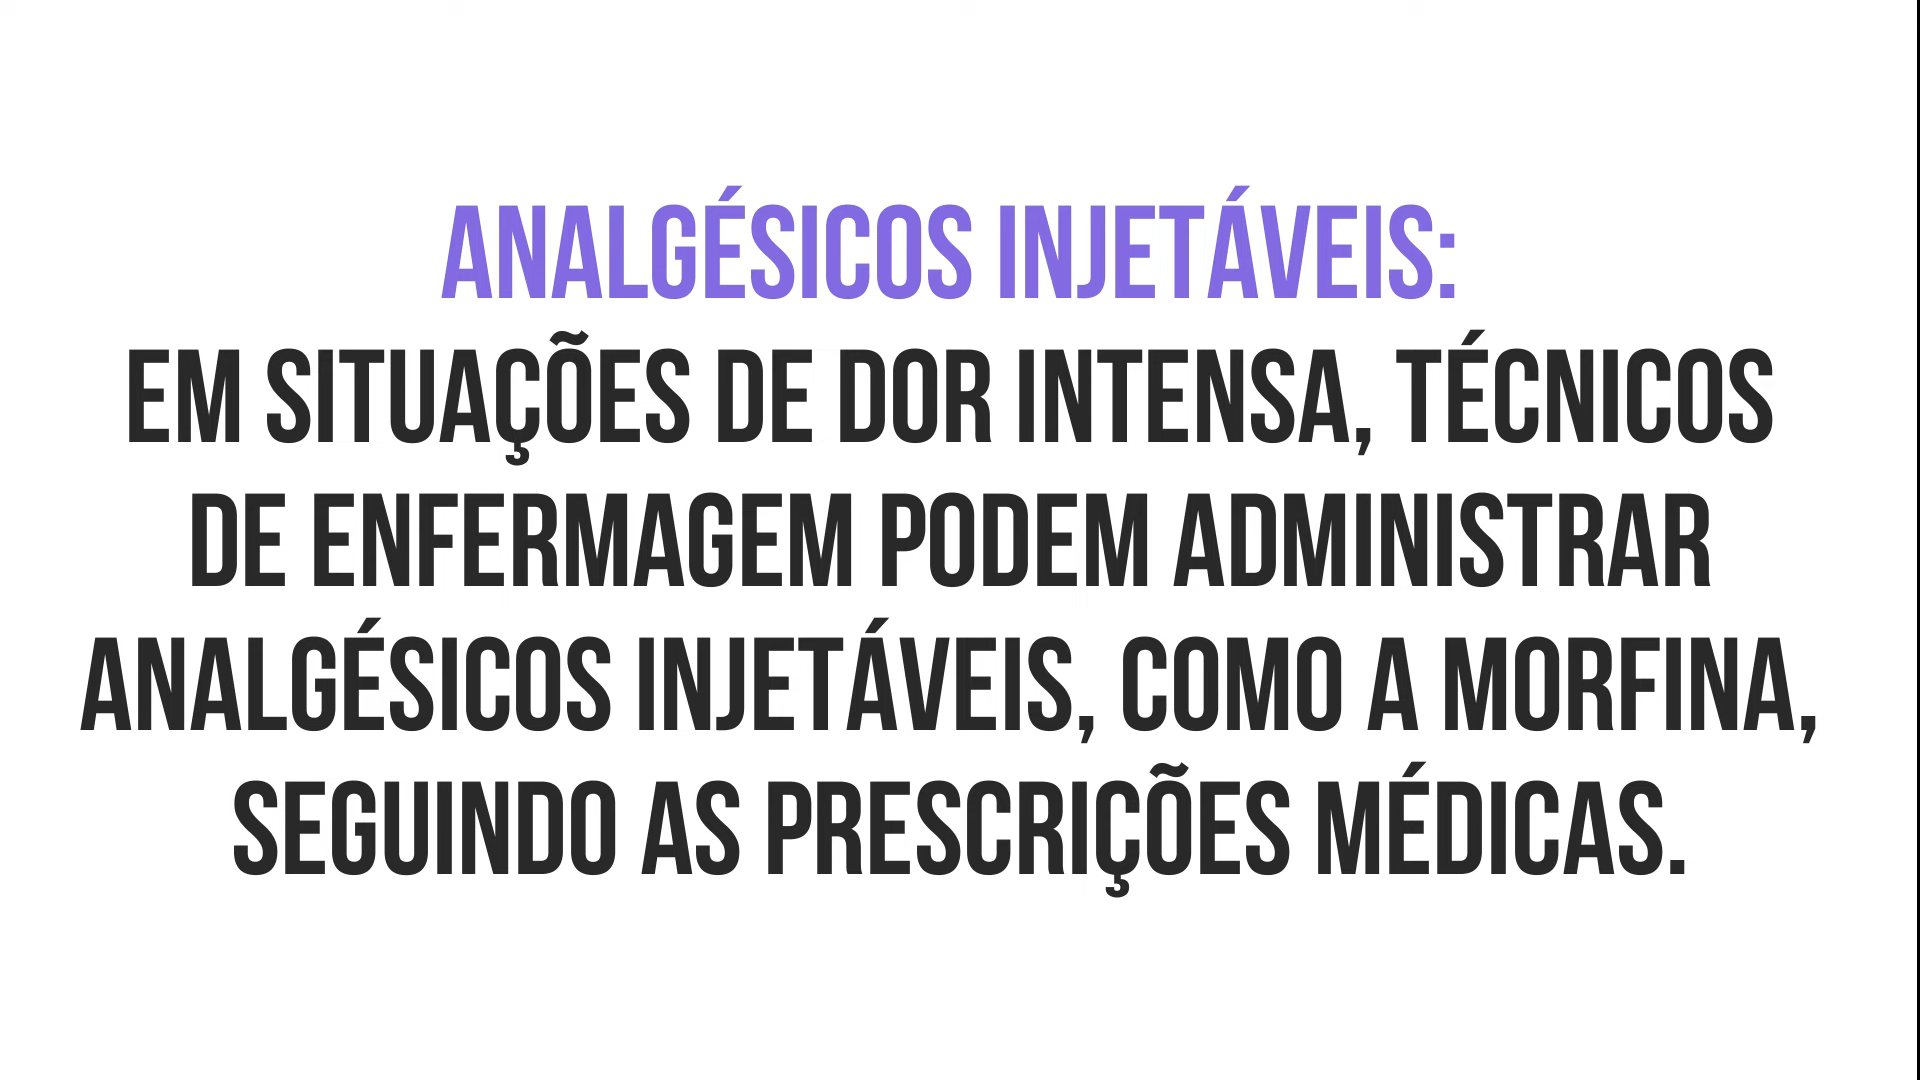 ANALGÉSICOS INJETÁVEIS:
EM SITUAÇÕES DE DOR INTENSA, TÉCNICOS
DE ENFERMAGEM PODEM ADMINISTRAR
ANALGÉSICOS INJETÁVEIS, COMO A MORFINA,
SEGUINDO AS PRESCRIÇÕES MÉDICAS.